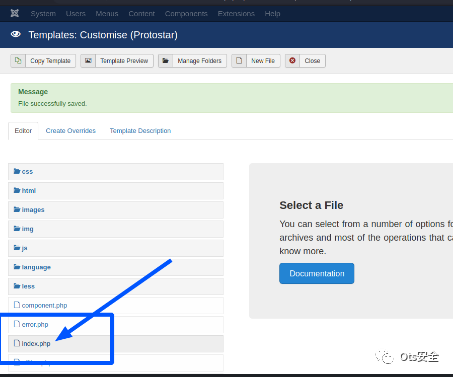 System Users Menus Content Components Extensions Help
Templates: Customise (Protostar)
Copy Template Template Preview Manage Folders New File Close
Message
File successfully saved.
Editor Create Overrides Template Description
css
html
images
img
js
language
less
component.php
error.php
index.php
Select a File
You can select from a number of options fo
archives and most of the operations that ca
know more.
Documentation
Ots安全